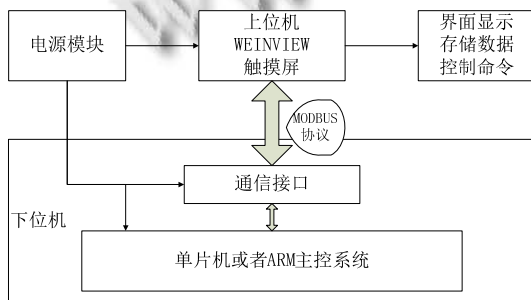 电源模块
上位机
WEINVIEW
触摸屏
界面显示
存储数据
控制命令
MODBUS
协议
通信接口
下位机
单片机或者ARM主控系统